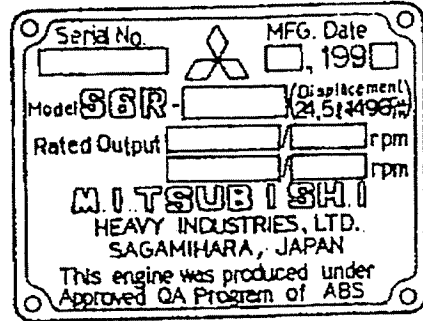 Serial No. MFG. Date
, 199
Model S6R- (Displacement
24.5ℓ
Rated Output / rpm
/ rpm
MITSUBISHI
HEAVY INDUSTRIES, LTD.
SAGAMIHARA, JAPAN
This engine was produced under
Approved QA Program of ABS